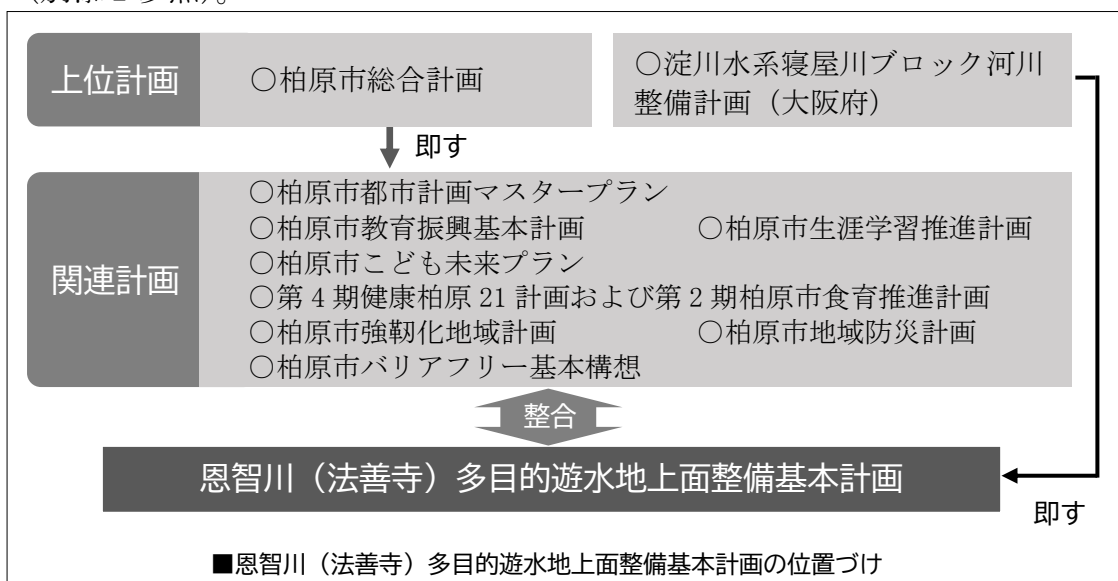 上位計画
○柏原市総合計画
○淀川水系寝屋川ブロック河川
整備計画(大阪府)
即す
関連計画
○柏原市都市計画マスタープラン
○柏原市教育振興基本計画 ○柏原市生涯学習推進計画
○柏原市こども未来プラン
○第4期健康柏原21計画および第2期柏原市食育推進計画
○柏原市強靭化地域計画 ○柏原市地域防災計画
○柏原市バリアフリー基本構想
整合
恩智川(法善寺)多目的遊水地上面整備基本計画
即す
■恩智川(法善寺)多目的遊水地上面整備基本計画の位置づけ